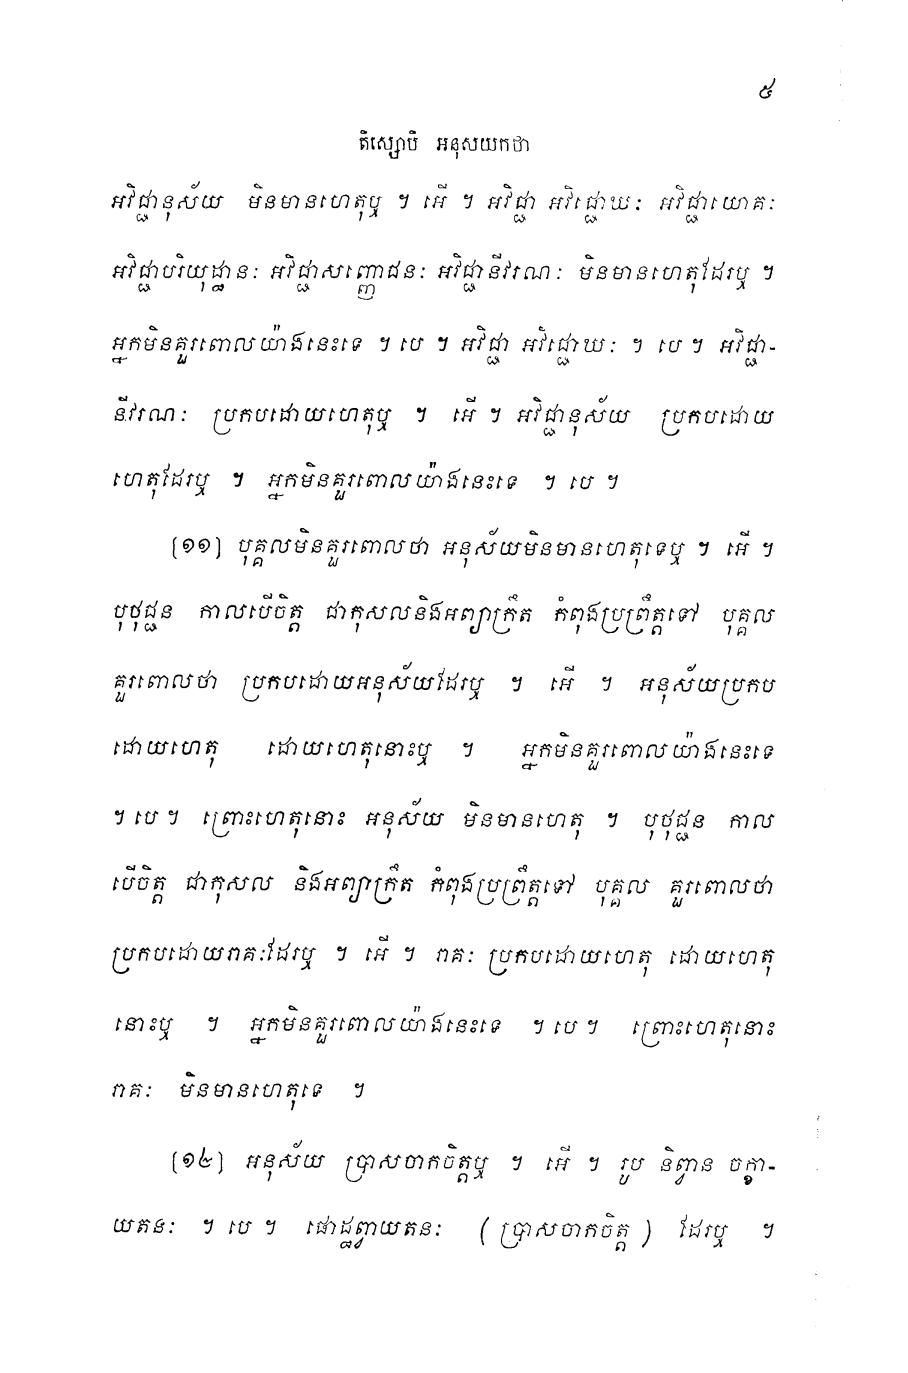 ៥
តិស្សោបិ អនុសយកថា
អវិជ្ជានុស័យ មិនមានហេតុឬ ។ អើ ។ អវិជ្ជា អវិជ្ជោឃៈ អវិជ្ជាយោគៈ
អវិជ្ជាបរិយុដ្ឋានៈ អវិជ្ជាសញ្ញោជនៈ អវិជ្ជានីវរណៈ មិនមានហេតុដែរឬ ។
អ្នកមិនគួរពោលយ៉ាងនេះទេ ។ បេ ។ អវិជ្ជា អវិជ្ជោឃៈ ។ បេ ។ អវិជ្ជា-
នីវរណៈ ប្រកបដោយហេតុឬ ។ អើ ។ អវិជ្ជានុស័យ ប្រកបដោយ
ហេតុដែរឬ ។ អ្នកមិនគួរពោលយ៉ាងនេះទេ ។ បេ ។
(១១) បុគ្គលមិនគួរពោលថា អនុស័យមិនមានហេតុទេឬ ។ អើ ។
បុថុជ្ជន កាលបើចិត្ត ជាកុសលនិងអព្យាក្រឹត កំពុងប្រព្រឹត្តទៅ បុគ្គល
គួរពោលថា ប្រកបដោយអនុស័យដែរឬ ។ អើ ។ អនុស័យប្រកប
ដោយហេតុ ដោយហេតុនោះឬ ។ អ្នកមិនគួរពោលយ៉ាងនេះទេ
។ បេ ។ ព្រោះហេតុនោះ អនុស័យ មិនមានហេតុ ។ បុថុជ្ជន កាល
បើចិត្ត ជាកុសល និងអព្យាក្រឹត កំពុងប្រព្រឹត្តទៅ បុគ្គល គួរពោលថា
ប្រកបដោយរាគៈដែរឬ ។ អើ ។ រាគៈ ប្រកបដោយហេតុ ដោយហេតុ
នោះឬ ។ អ្នកមិនគួរពោលយ៉ាងនេះទេ ។ បេ ។ ព្រោះហេតុនោះ
រាគៈ មិនមានហេតុទេ ។
(១២) អនុស័យ ប្រាសចាកចិត្តឬ ។ អើ ។ រូប និព្វាន ចក្ខា-
យតនៈ ។ បេ ។ ផោដ្ឋព្វាយតនៈ (ប្រាសចាកចិត្ត) ដែរឬ ។